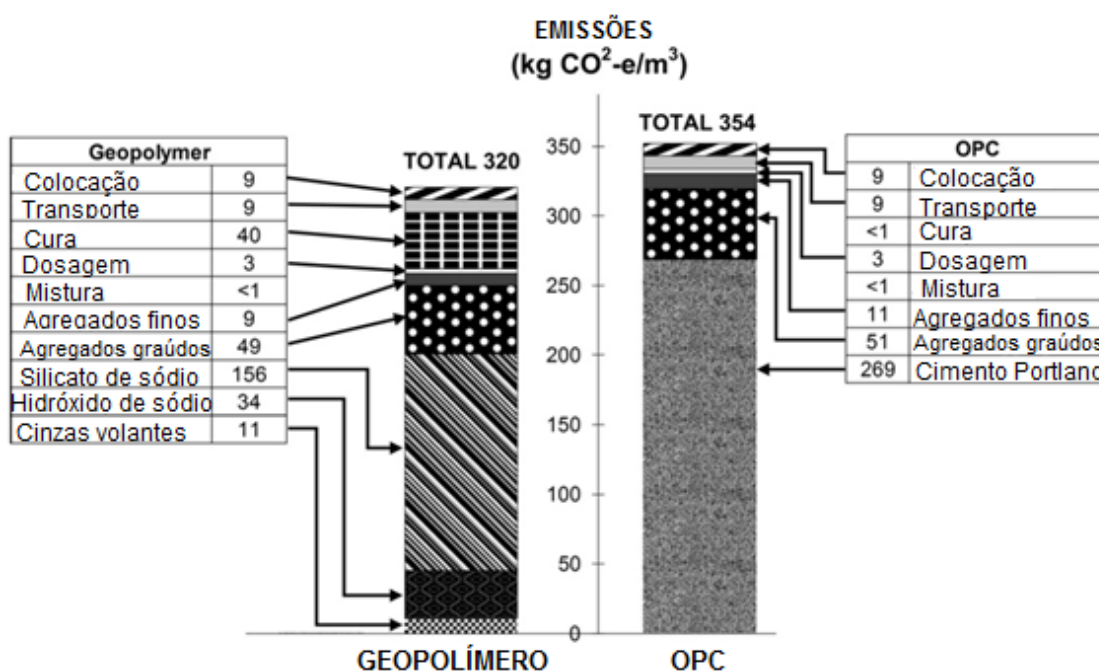 EMISSÕES
(kg CO²-e/m³)
TOTAL 320
TOTAL 354
Geopolymer
Colocação 9
Transporte 9
Cura 40
Dosagem 3
Mistura <1
Agregados finos 9
Agregados graúdos 49
Silicato de sódio 156
Hidróxido de sódio 34
Cinzas volantes 11
350
300
250
200
150
100
50
0
OPC
9 Colocação
9 Transporte
<1 Cura
3 Dosagem
<1 Mistura
11 Agregados finos
51 Agregados graúdos
269 Cimento Portland
GEOPOLÍMERO
OPC